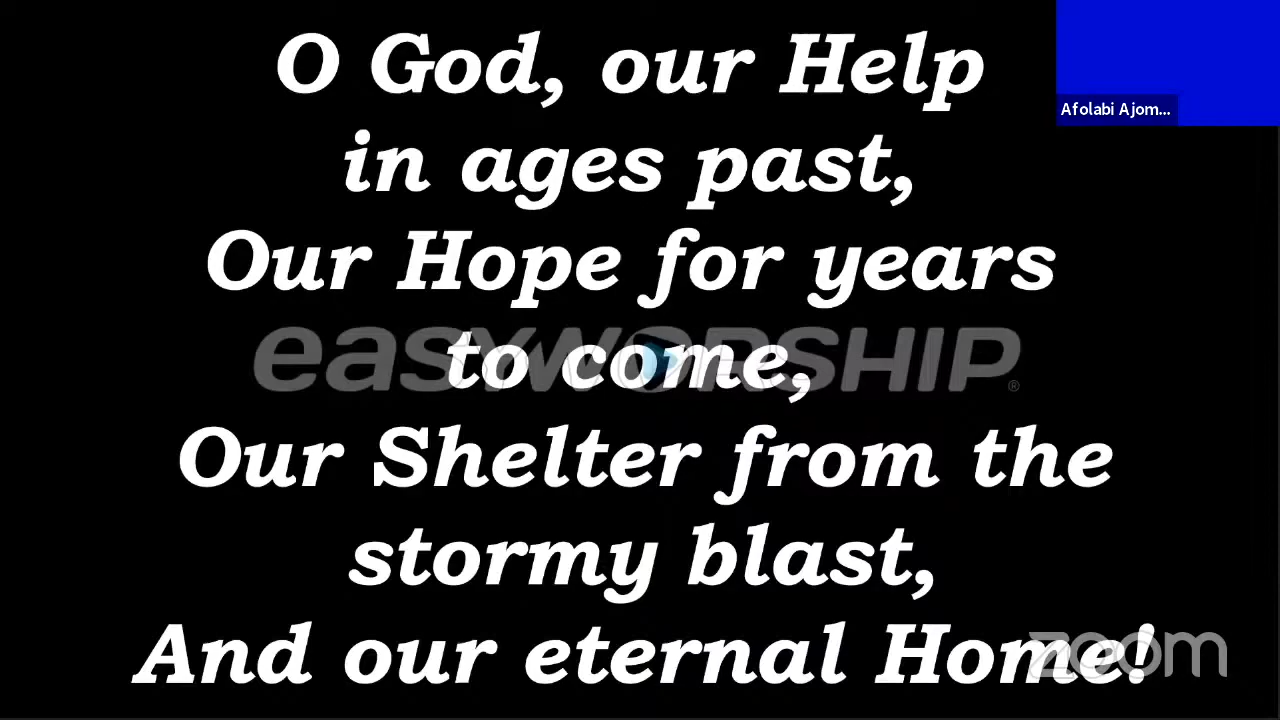 O God, our Help
Afolabi Ajom...
in ages past,
Our Hope for years
to come,
easyworship®
Our Shelter from the
stormy blast,
And our eternal Home!
zoom